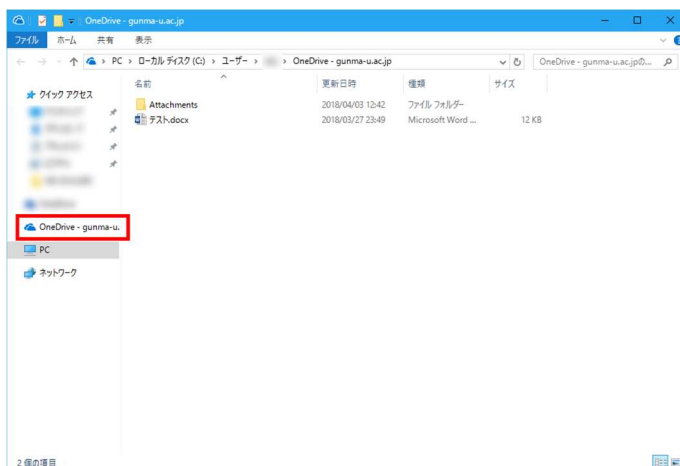 OneDrive - gunma-u.ac.jp
ファイル ホーム 共有 表示
PC › ローカル ディスク (C:) › ユーザー › › OneDrive - gunma-u.ac.jp
OneDrive - gunma-u.ac.jpの...
名前 更新日時 種類 サイズ
クイック アクセス
Attachments 2018/04/03 12:42 ファイル フォルダー
テスト.docx 2018/03/27 23:49 Microsoft Word ... 12 KB
OneDrive - gunma-u.
PC
ネットワーク
2 個の項目